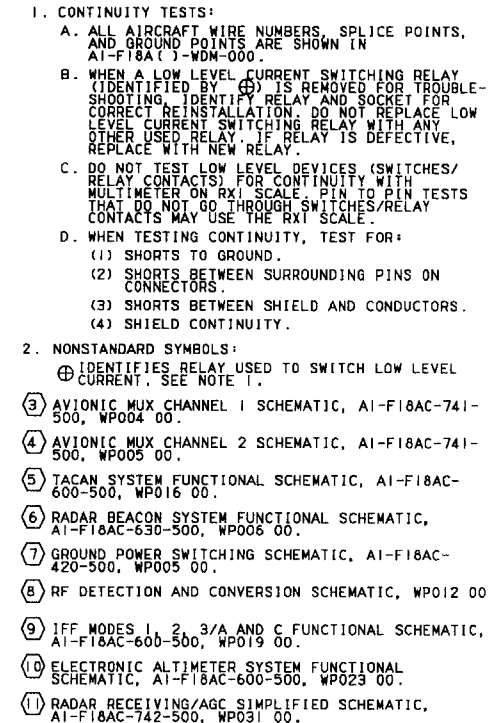 1. CONTINUITY TESTS:
A. ALL AIRCRAFT WIRE NUMBERS, SPLICE POINTS,
AND GROUND POINTS ARE SHOWN IN
A1-F18A( )-WDM-000.
B. WHEN A LOW LEVEL CURRENT SWITCHING RELAY
(IDENTIFIED BY ⊕) IS REMOVED FOR TROUBLE-
SHOOTING, IDENTIFY RELAY AND SOCKET FOR
CORRECT REINSTALLATION. DO NOT REPLACE LOW
LEVEL CURRENT SWITCHING RELAY WITH ANY
OTHER USED RELAY. IF RELAY IS DEFECTIVE,
REPLACE WITH NEW RELAY.
C. DO NOT TEST LOW LEVEL DEVICES (SWITCHES/
RELAY CONTACTS) FOR CONTINUITY WITH
MULTIMETER ON RX1 SCALE. PIN TO PIN TESTS
THAT DO NOT GO THROUGH SWITCHES/RELAY
CONTACTS MAY USE THE RX1 SCALE.
D. WHEN TESTING CONTINUITY, TEST FOR:
(1) SHORTS TO GROUND.
(2) SHORTS BETWEEN SURROUNDING PINS ON
CONNECTORS.
(3) SHORTS BETWEEN SHIELD AND CONDUCTORS.
(4) SHIELD CONTINUITY.
2. NONSTANDARD SYMBOLS:
⊕ IDENTIFIES RELAY USED TO SWITCH LOW LEVEL
CURRENT. SEE NOTE 1.
3 AVIONIC MUX CHANNEL 1 SCHEMATIC, A1-F18AC-741-
500, WP004 00.
4 AVIONIC MUX CHANNEL 2 SCHEMATIC, A1-F18AC-741-
500, WP005 00.
5 TACAN SYSTEM FUNCTIONAL SCHEMATIC, A1-F18AC-
600-500, WP016 00.
6 RADAR BEACON SYSTEM FUNCTIONAL SCHEMATIC,
A1-F18AC-630-500, WP006 00.
7 GROUND POWER SWITCHING SCHEMATIC, A1-F18AC-
420-500, WP005 00.
8 RF DETECTION AND CONVERSION SCHEMATIC, WP012 00
9 IFF MODES 1, 2, 3/A AND C FUNCTIONAL SCHEMATIC,
A1-F18AC-600-500, WP019 00.
10 ELECTRONIC ALTIMETER SYSTEM FUNCTIONAL
SCHEMATIC, A1-F18AC-600-500, WP023 00.
11 RADAR RECEIVING/AGC SIMPLIFIED SCHEMATIC,
A1-F18AC-742-500, WP031 00.